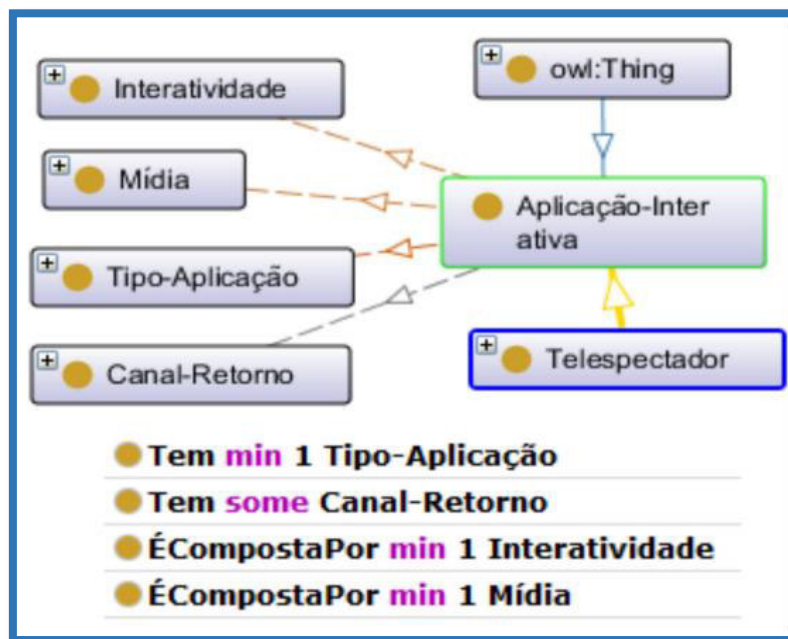 Interatividade
owl:Thing
Mídia
Aplicação-Inter
ativa
Tipo-Aplicação
Canal-Retorno
Telespectador
Tem min 1 Tipo-Aplicação
Tem some Canal-Retorno
ÉCompostaPor min 1 Interatividade
ÉCompostaPor min 1 Mídia